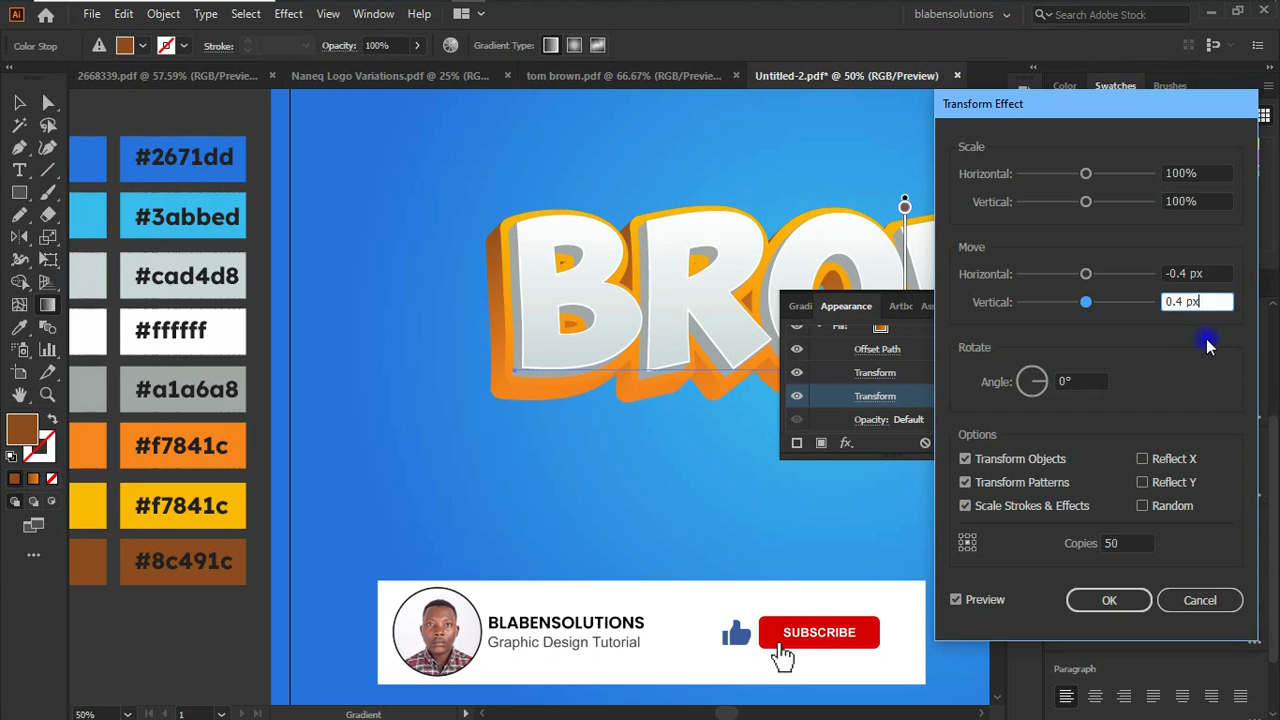 File Edit Object Type Select Effect View Window Help
blabensolutions
Search Adobe Stock
Color Stop
Stroke:
Opacity: 100%
Gradient Type:
2668339.pdf @ 57.59% (RGB/Previe...
Naneq Logo Variations.pdf @ 25% (RG...
tom brown.pdf @ 66.67% (RGB/Previe...
Untitled-2.pdf* @ 50% (RGB/Preview)
Color Swatches Brushes
Transform Effect
Scale
Horizontal: 100%
Vertical: 100%
Move
Horizontal: -0.4 px
Vertical: 0.4 px
Rotate
Angle: 0°
Options
Transform Objects
Reflect X
Transform Patterns
Reflect Y
Scale Strokes & Effects
Random
Copies 50
Preview
OK
Cancel
#2671dd
#3abbed
#cad4d8
#ffffff
#a1a6a8
#f7841c
#f7841c
#8c491c
BRO
Gradi Appearance Artbc Ass
Fill:
Offset Path
Transform
Transform
Opacity: Default
fx.
BLABENSOLUTIONS
Graphic Design Tutorial
SUBSCRIBE
Paragraph
50%
1
Gradient